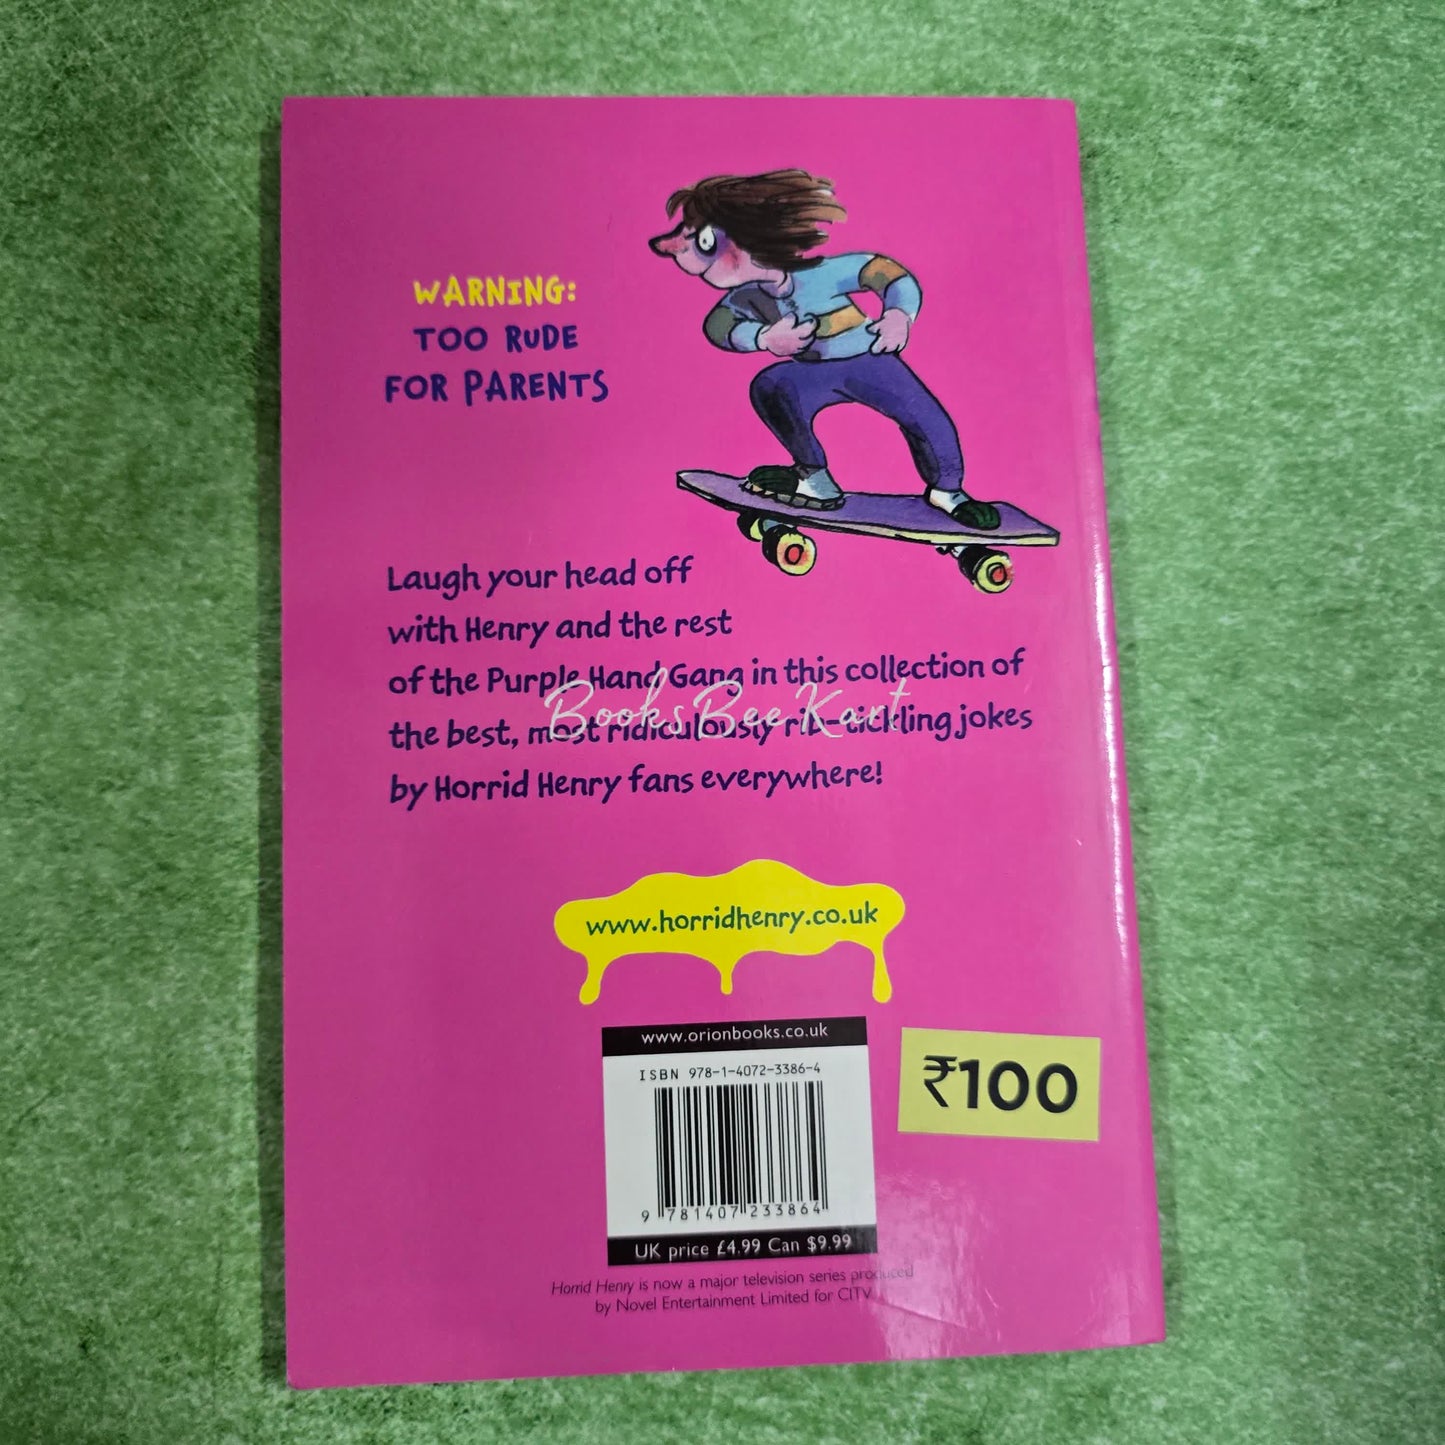 WARNING:
TOO RUDE
FOR PARENTS
Laugh your head off
with Henry and the rest
of the Purple Hand Gang in this collection of
BooksBeeKart
the best, most ridiculously rib-tickling jokes
by Horrid Henry fans everywhere!
www.horridhenry.co.uk
www.orionbooks.co.uk
ISBN 978-1-4072-3386-4
₹100
9 781407 233864
UK price £4.99 Can $9.99
Horrid Henry is now a major television series produced
by Novel Entertainment Limited for CITV